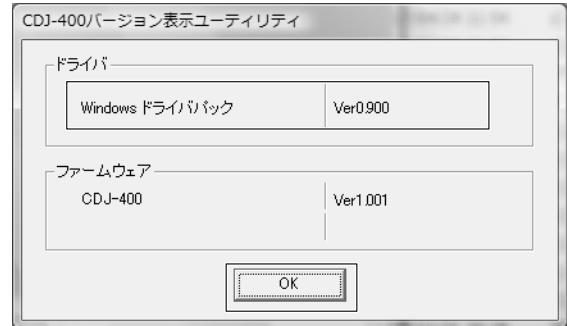 CDJ-400バージョン表示ユーティリティ
ドライバ
Windows ドライバパック Ver0.900
ファームウェア
CDJ-400 Ver1.001
OK